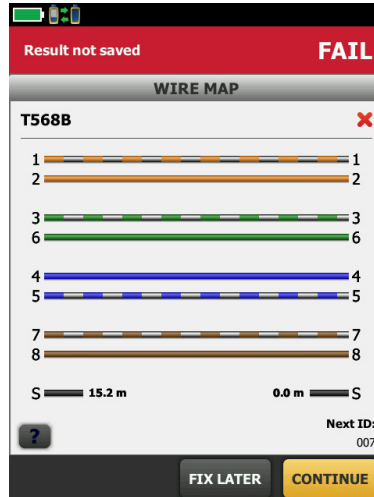 Result not saved FAIL
WIRE MAP
T568B
1 1
2 2
3 3
6 6
4 4
5 5
7 7
8 8
S 15.2 m 0.0 m S
Next ID:
? 007
FIX LATER CONTINUE